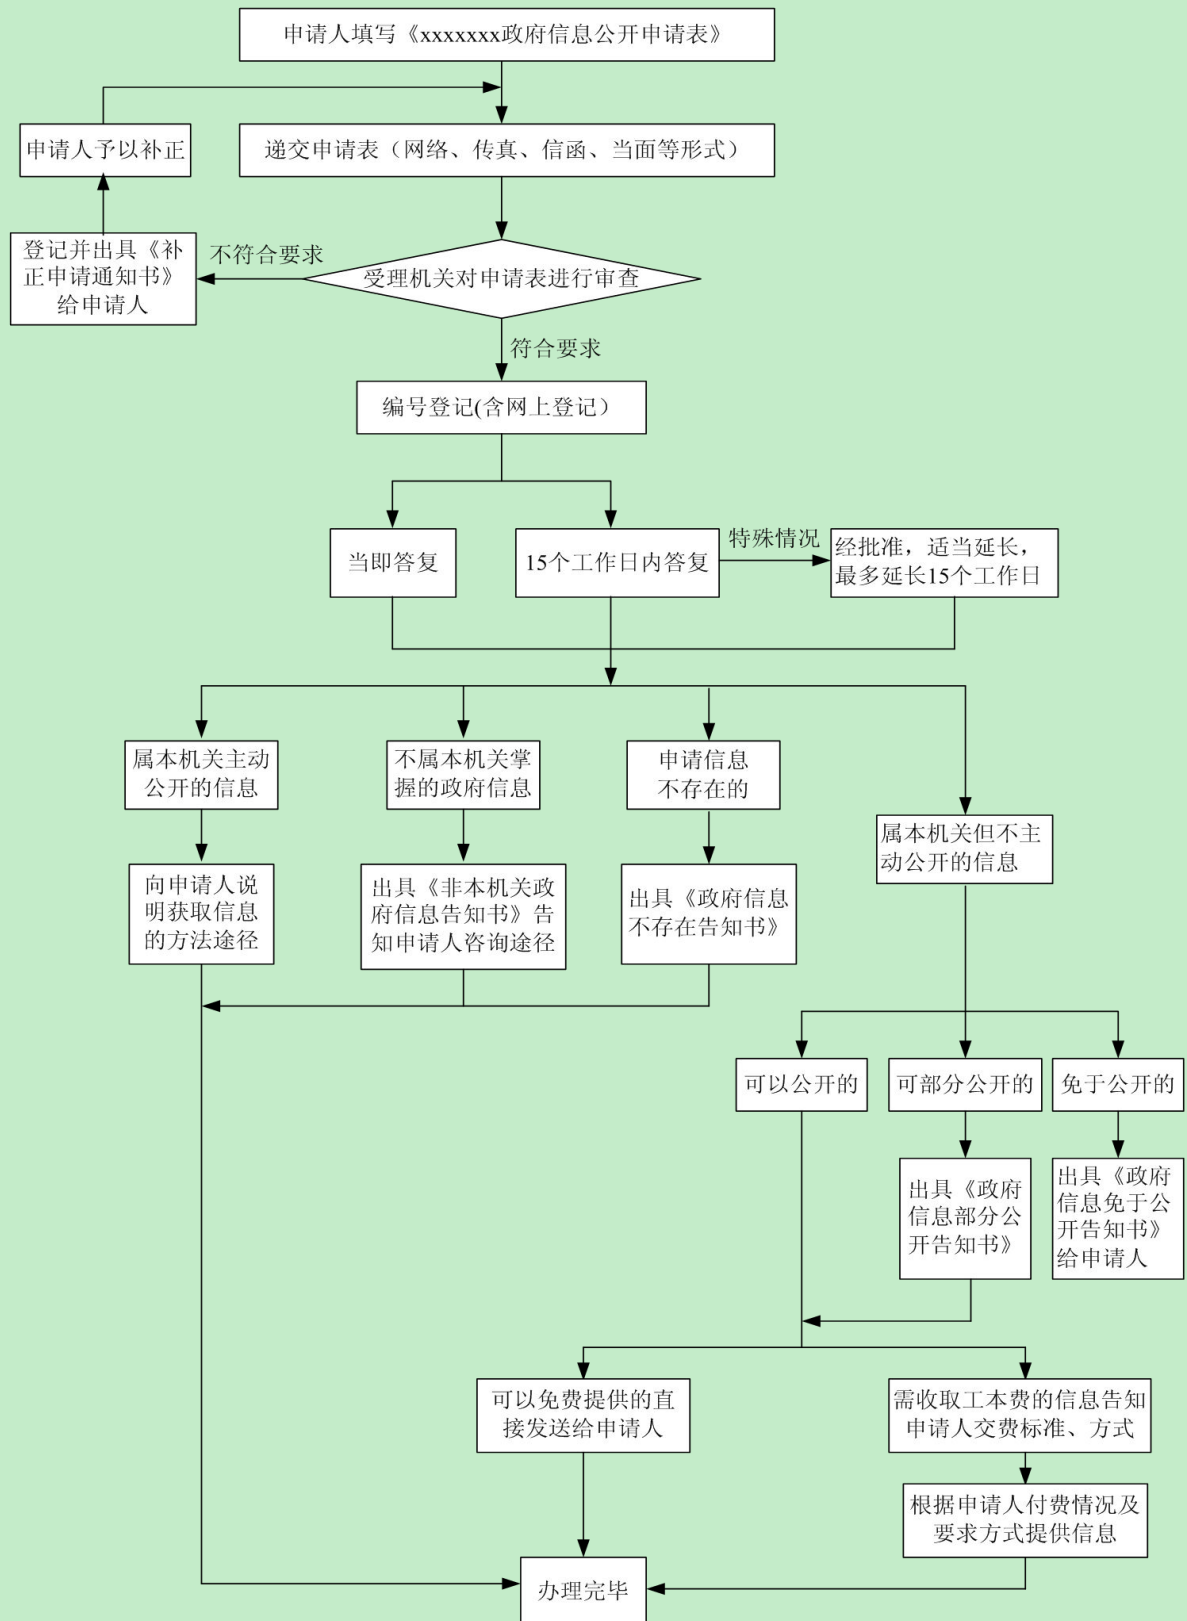 申请人填写《xxxxxxx政府信息公开申请表》
申请人予以补正
递交申请表（网络、传真、信函、当面等形式）
登记并出具《补
正申请通知书》
给申请人
不符合要求
受理机关对申请表进行审查
符合要求
编号登记(含网上登记）
当即答复
15个工作日内答复
特殊情况
经批准，适当延长，
最多延长15个工作日
属本机关主动
公开的信息
不属本机关掌
握的政府信息
申请信息
不存在的
属本机关但不主
动公开的信息
向申请人说
明获取信息
的方法途径
出具《非本机关政
府信息告知书》告
知申请人咨询途径
出具《政府信息
不存在告知书》
可以公开的
可部分公开的
免于公开的
出具《政府
信息部分公
开告知书》
出具《政府
信息免于公
开告知书》
给申请人
可以免费提供的直
接发送给申请人
需收取工本费的信息告知
申请人交费标准、方式
根据申请人付费情况及
要求方式提供信息
办理完毕